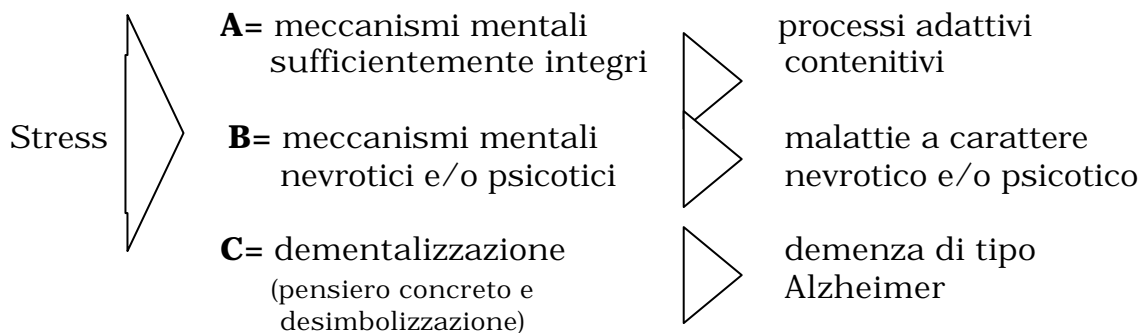 Stress
A= meccanismi mentali
sufficientemente integri
processi adattivi
contenitivi
B= meccanismi mentali
nevrotici e/o psicotici
malattie a carattere
nevrotico e/o psicotico
C= dementalizzazione
(pensiero concreto e
desimbolizzazione)
demenza di tipo
Alzheimer